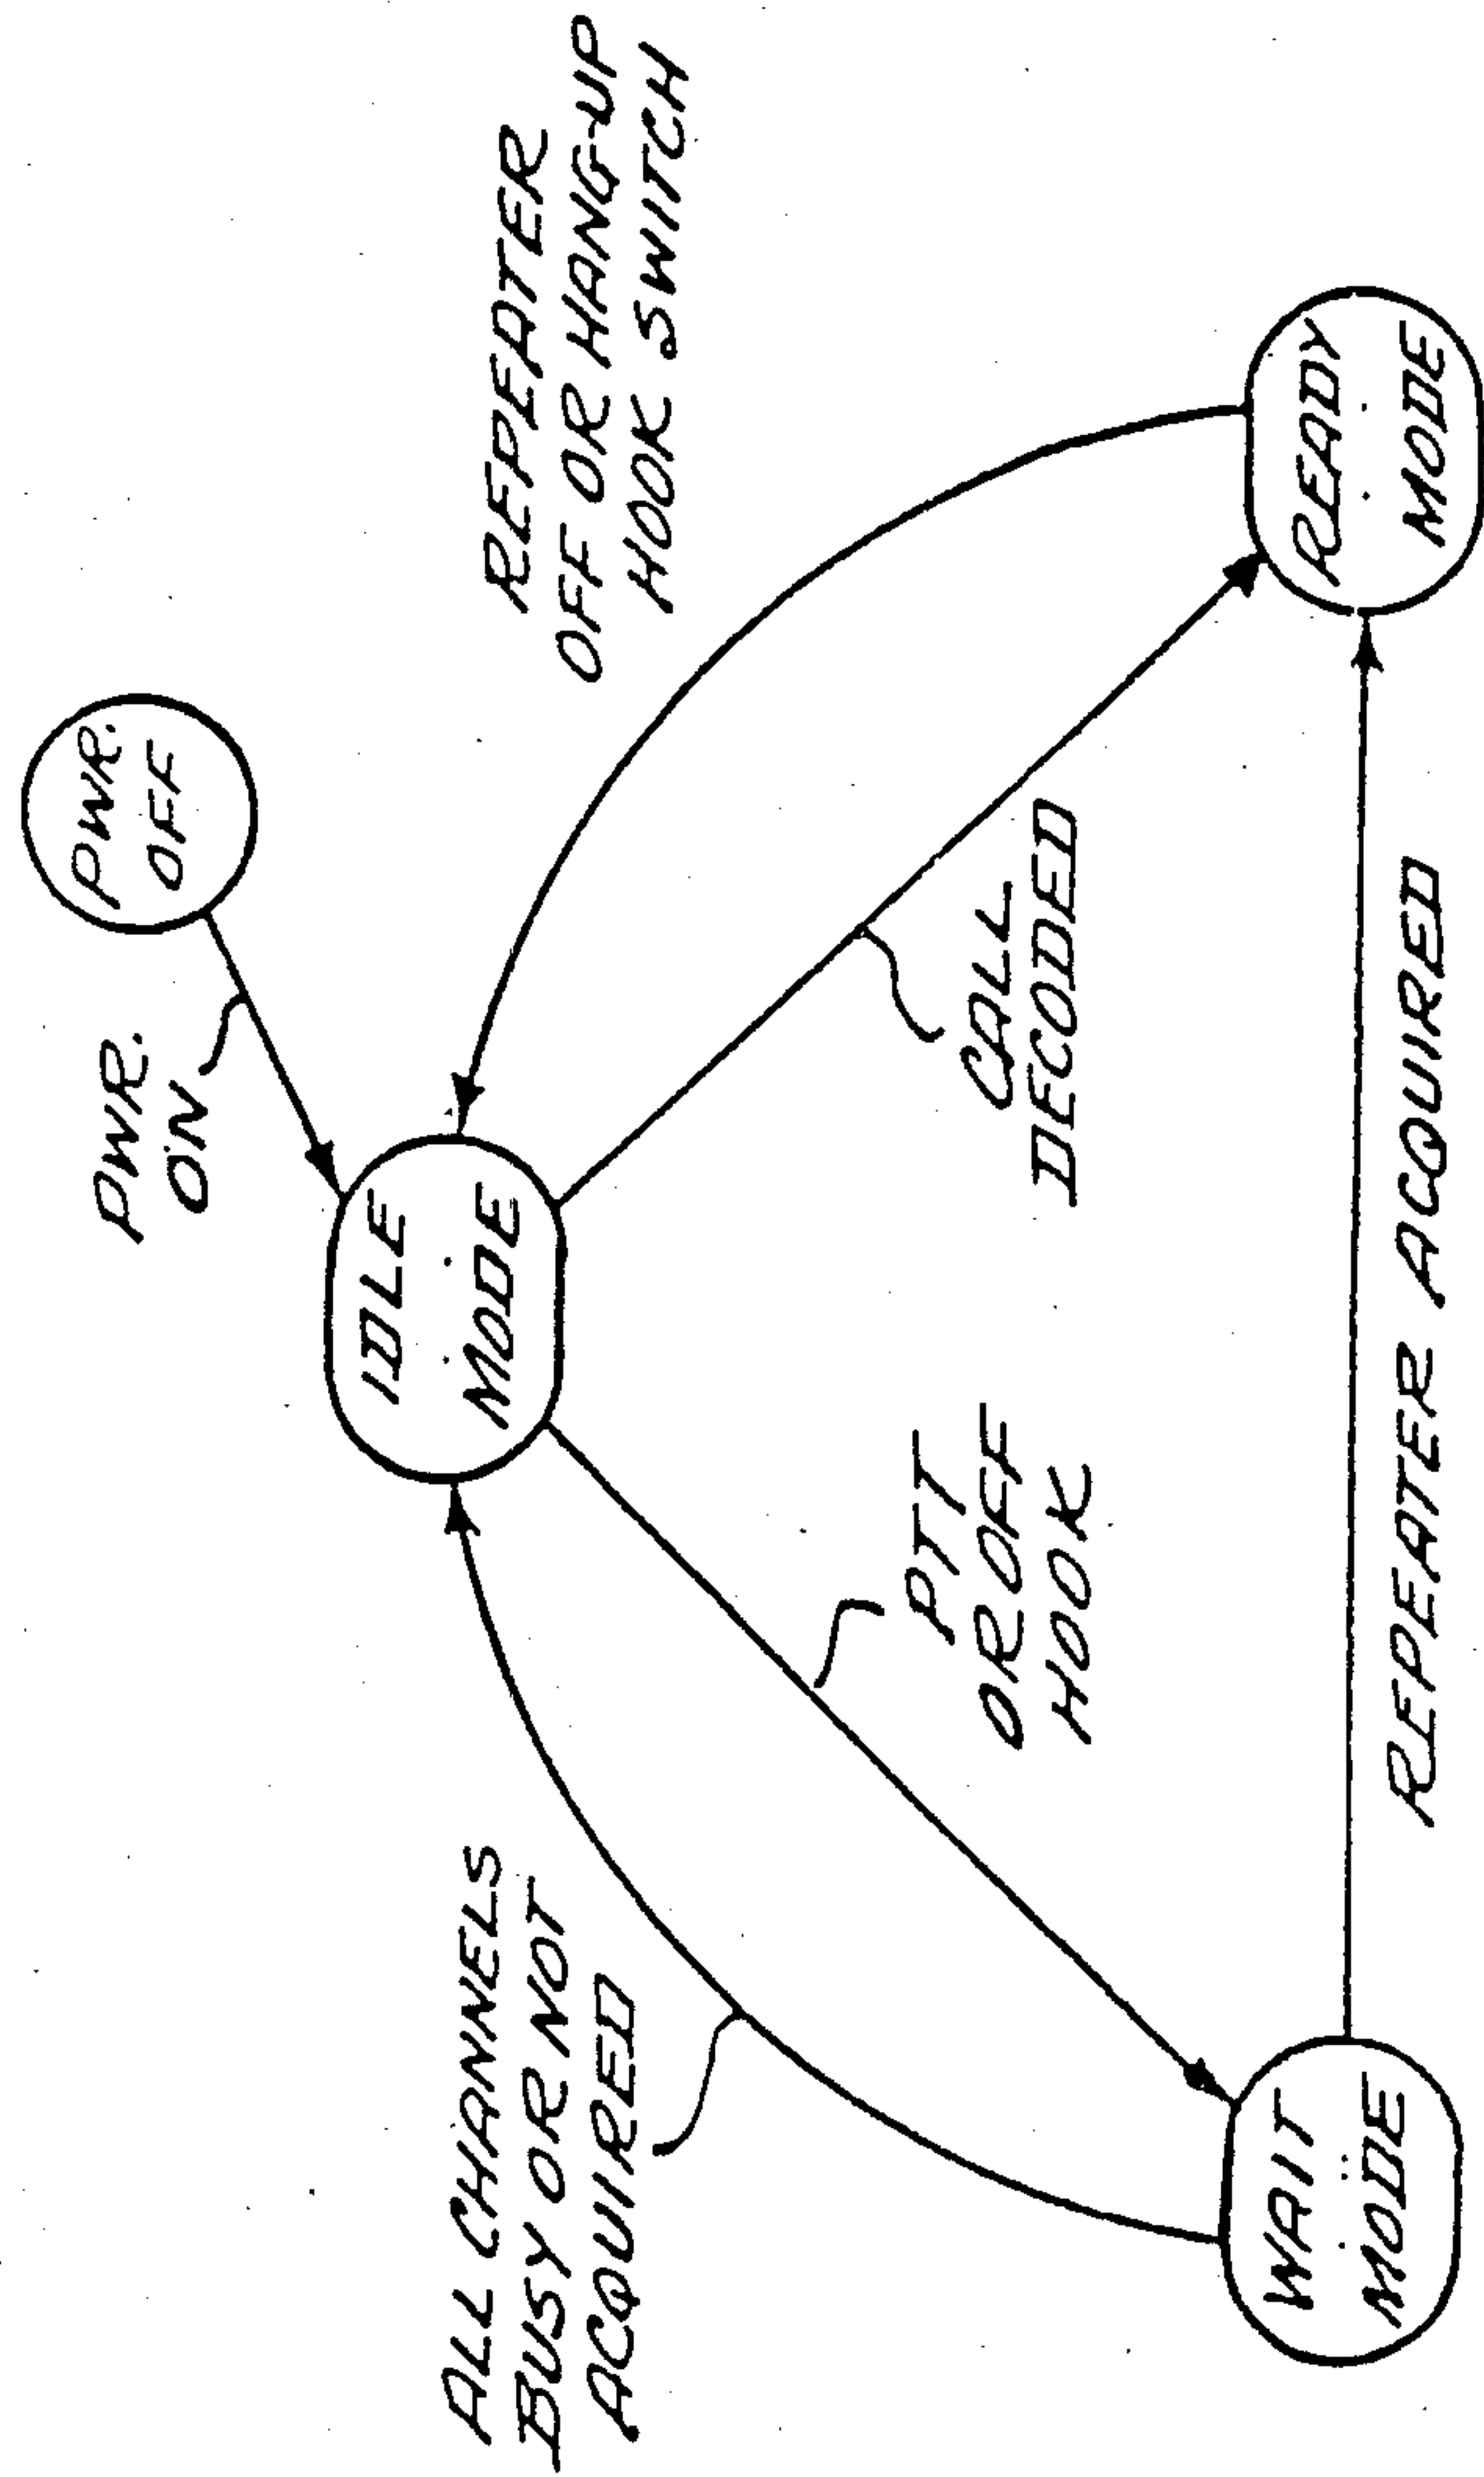 PWR.
OFF
PWR.
ON
IDLE
MODE
ALL CHANNELS
BUSY OR NOT
ACQUIRED
REPEATER
OFF OR HANG-UP
HOOK SWITCH
PTT
OR OFF
HOOK
CALL
DECODED
WAIT
MODE
READY
MODE
REPEATER ACQUIRED